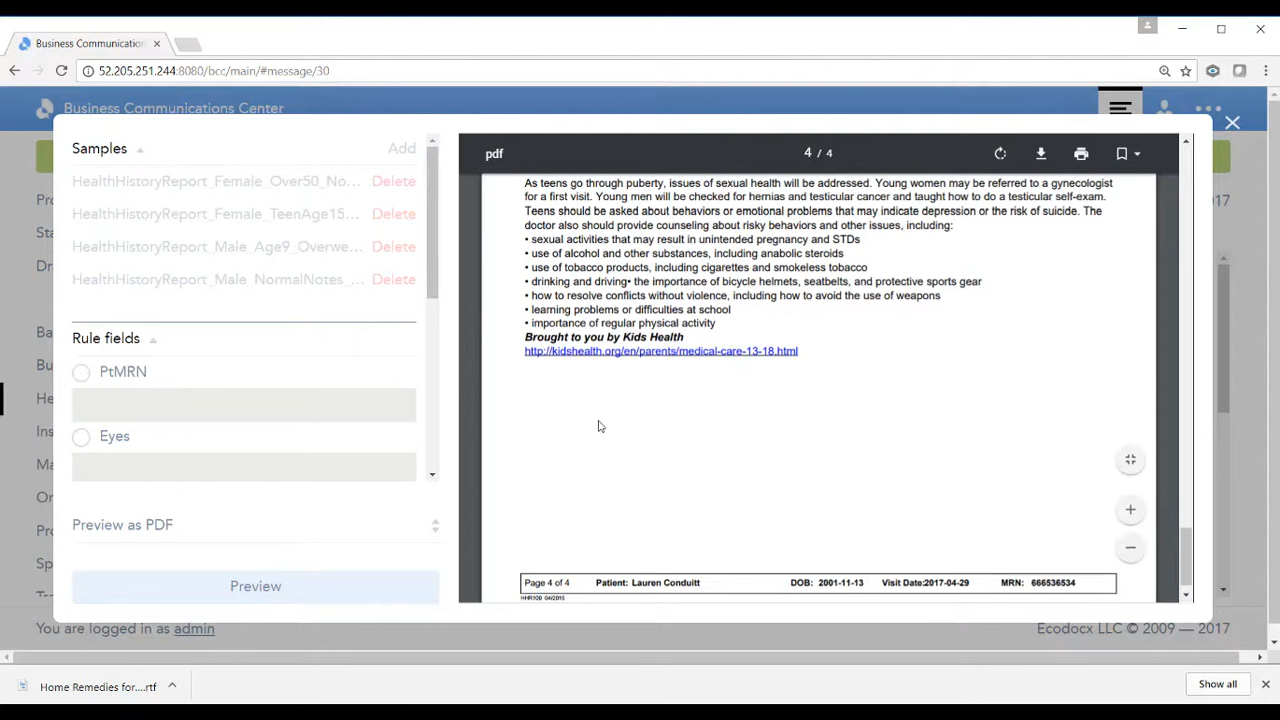 Business Communication
52.205.251.244:8080/bcc/main/#message/30
Business Communications Center
Samples
Add
HealthHistoryReport_Female_Over50_No...
Delete
HealthHistoryReport_Female_TeenAge15...
Delete
HealthHistoryReport_Male_Age9_Overwe...
Delete
HealthHistoryReport_Male_NormalNotes_...
Delete
Rule fields
PtMRN
Eyes
Preview as PDF
Preview
pdf
4 / 4
As teens go through puberty, issues of sexual health will be addressed. Young women may be referred to a gynecologist
for a first visit. Young men will be checked for hernias and testicular cancer and taught how to do a testicular self-exam.
Teens should be asked about behaviors or emotional problems that may indicate depression or the risk of suicide. The
doctor also should provide counseling about risky behaviors and other issues, including:
• sexual activities that may result in unintended pregnancy and STDs
• use of alcohol and other substances, including anabolic steroids
• use of tobacco products, including cigarettes and smokeless tobacco
• drinking and driving• the importance of bicycle helmets, seatbelts, and protective sports gear
• how to resolve conflicts without violence, including how to avoid the use of weapons
• learning problems or difficulties at school
• importance of regular physical activity
Brought to you by Kids Health
http://kidshealth.org/en/parents/medical-care-13-18.html
Page 4 of 4 Patient: Lauren Conduitt DOB: 2001-11-13 Visit Date:2017-04-29 MRN: 666536534
HHR100 04/2015
You are logged in as admin
Ecodocx LLC © 2009 — 2017
Home Remedies for....rtf
Show all